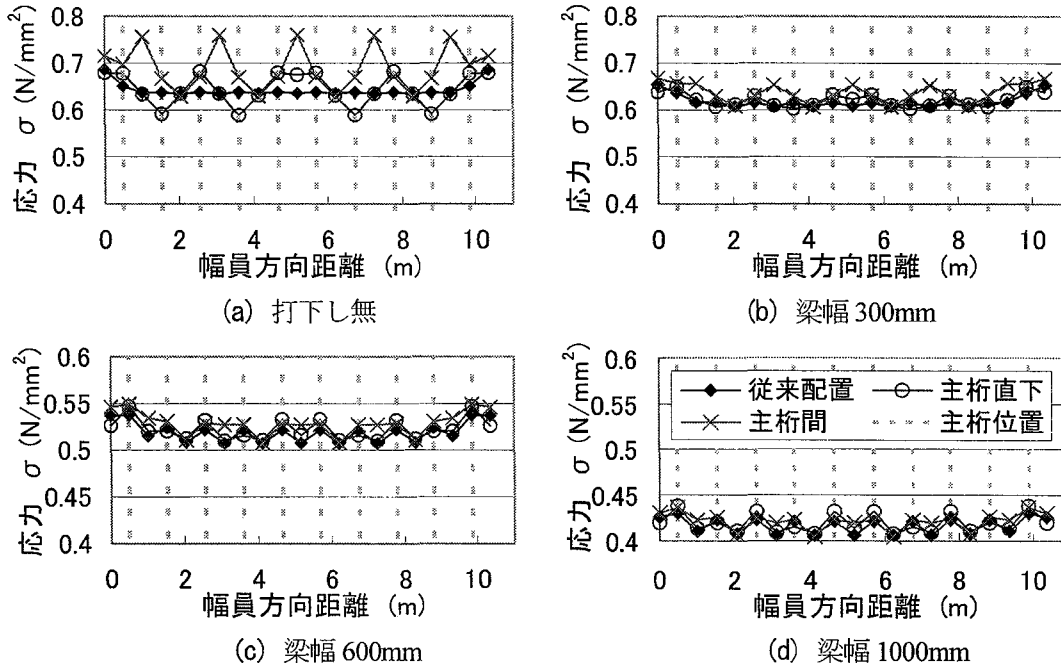 応力 σ (N/mm²)
0.8
0.7
0.6
0.5
0.4
0 2 4 6 8 10
幅員方向距離 (m)
(a) 打下し無
応力 σ (N/mm²)
0.8
0.7
0.6
0.5
0.4
0 2 4 6 8 10
幅員方向距離 (m)
(b) 梁幅 300mm
応力 σ (N/mm²)
0.6
0.55
0.5
0.45
0.4
0 2 4 6 8 10
幅員方向距離 (m)
(c) 梁幅 600mm
応力 σ (N/mm²)
0.6
0.55
0.5
0.45
0.4
従来配置 主桁直下
主桁間 主桁位置
0 2 4 6 8 10
幅員方向距離 (m)
(d) 梁幅 1000mm